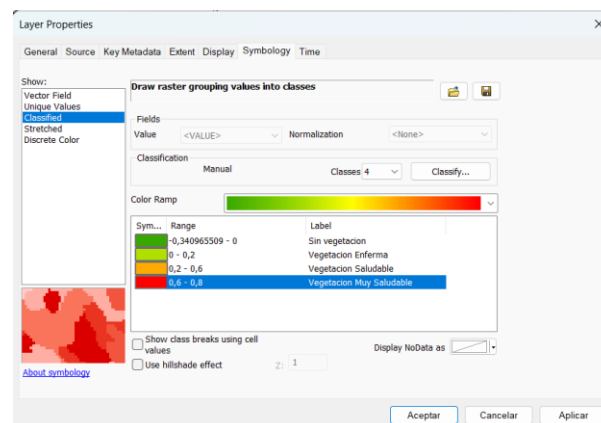 Layer Properties
General Source Key Metadata Extent Display Symbology Time
Show:
Vector Field
Unique Values
Classified
Stretched
Discrete Color
Draw raster grouping values into classes
Fields
Value <VALUE> Normalization <None>
Classification
Manual Classes 4 Classify...
Color Ramp
Sym... Range Label
-0,340965509 - 0 Sin vegetacion
0 - 0,2 Vegetacion Enferma
0,2 - 0,6 Vegetacion Saludable
0,6 - 0,8 Vegetacion Muy Saludable
Show class breaks using cell
values
Display NoData as
Use hillshade effect Z: 1
About symbology
Aceptar Cancelar Aplicar